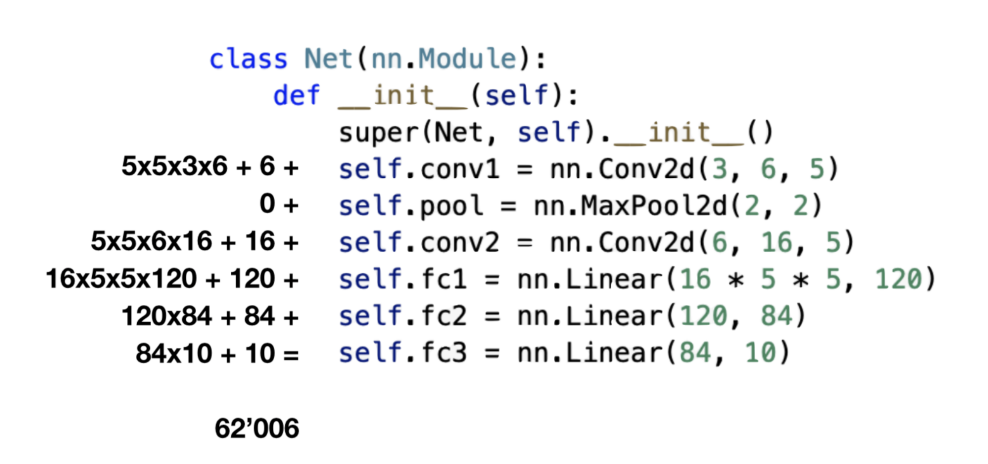 class Net(nn.Module):
def __init__(self):
super(Net, self).__init__()
5x5x3x6 + 6 + self.conv1 = nn.Conv2d(3, 6, 5)
0 + self.pool = nn.MaxPool2d(2, 2)
5x5x6x16 + 16 + self.conv2 = nn.Conv2d(6, 16, 5)
16x5x5x120 + 120 + self.fc1 = nn.Linear(16 * 5 * 5, 120)
120x84 + 84 + self.fc2 = nn.Linear(120, 84)
84x10 + 10 = self.fc3 = nn.Linear(84, 10)
62’006